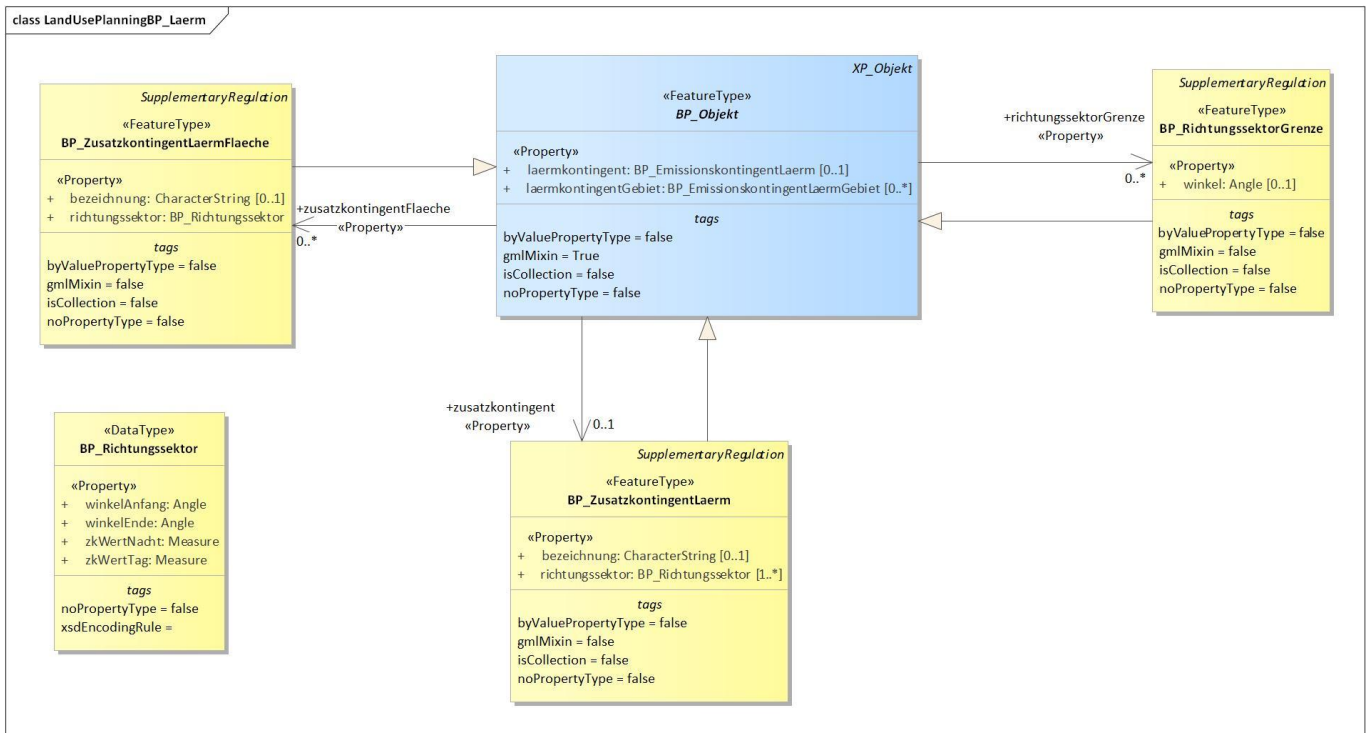 class LandUsePlanningBP_Laerm
SupplementaryRegulation
«FeatureType»
BP_ZusatzkontingentLaermFlaeche
«Property»
+ bezeichnung: CharacterString [0..1]
+ richtungssektor: BP_Richtungssektor
tags
byValuePropertyType = false
gmlMixin = false
isCollection = false
noPropertyType = false
+zusatzkontingentFlaeche
«Property»
0..*
XP_Objekt
«FeatureType»
BP_Objekt
«Property»
+ laermkontingent: BP_EmissionskontingentLaerm [0..1]
+ laermkontingentGebiet: BP_EmissionskontingentLaermGebiet [0..*]
tags
byValuePropertyType = false
gmlMixin = True
isCollection = false
noPropertyType = false
+richtungssektorGrenze
«Property»
0..*
SupplementaryRegulation
«FeatureType»
BP_RichtungssektorGrenze
«Property»
+ winkel: Angle [0..1]
tags
byValuePropertyType = false
gmlMixin = false
isCollection = false
noPropertyType = false
«DataType»
BP_Richtungssektor
«Property»
+ winkelAnfang: Angle
+ winkelEnde: Angle
+ zkWertNacht: Measure
+ zkWertTag: Measure
tags
noPropertyType = false
xsdEncodingRule =
+zusatzkontingent
«Property»
0..1
SupplementaryRegulation
«FeatureType»
BP_ZusatzkontingentLaerm
«Property»
+ bezeichnung: CharacterString [0..1]
+ richtungssektor: BP_Richtungssektor [1..*]
tags
byValuePropertyType = false
gmlMixin = false
isCollection = false
noPropertyType = false